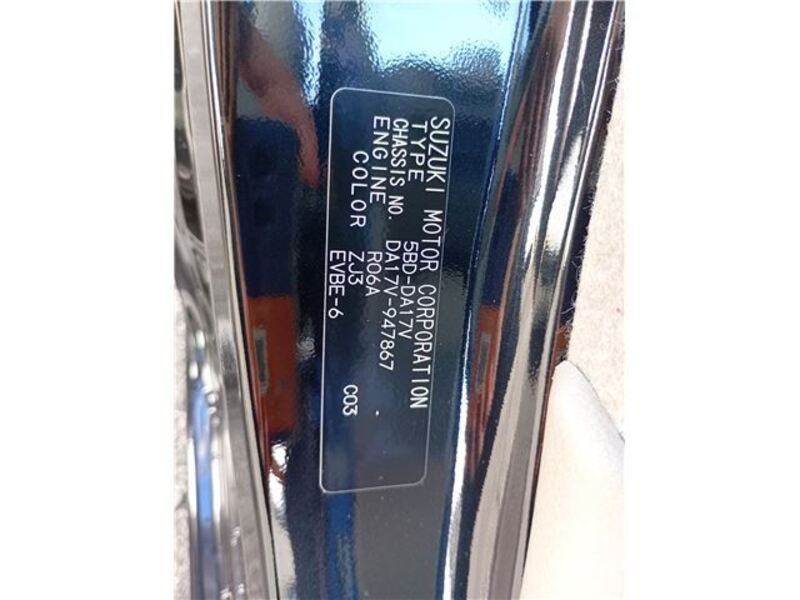 SUZUKI MOTOR CORPORATION
TYPE 5BD-DA17V
CHASSIS NO. DA17V-947867
ENGINE R06A
COLOR ZJ3
EVBE-6 C03